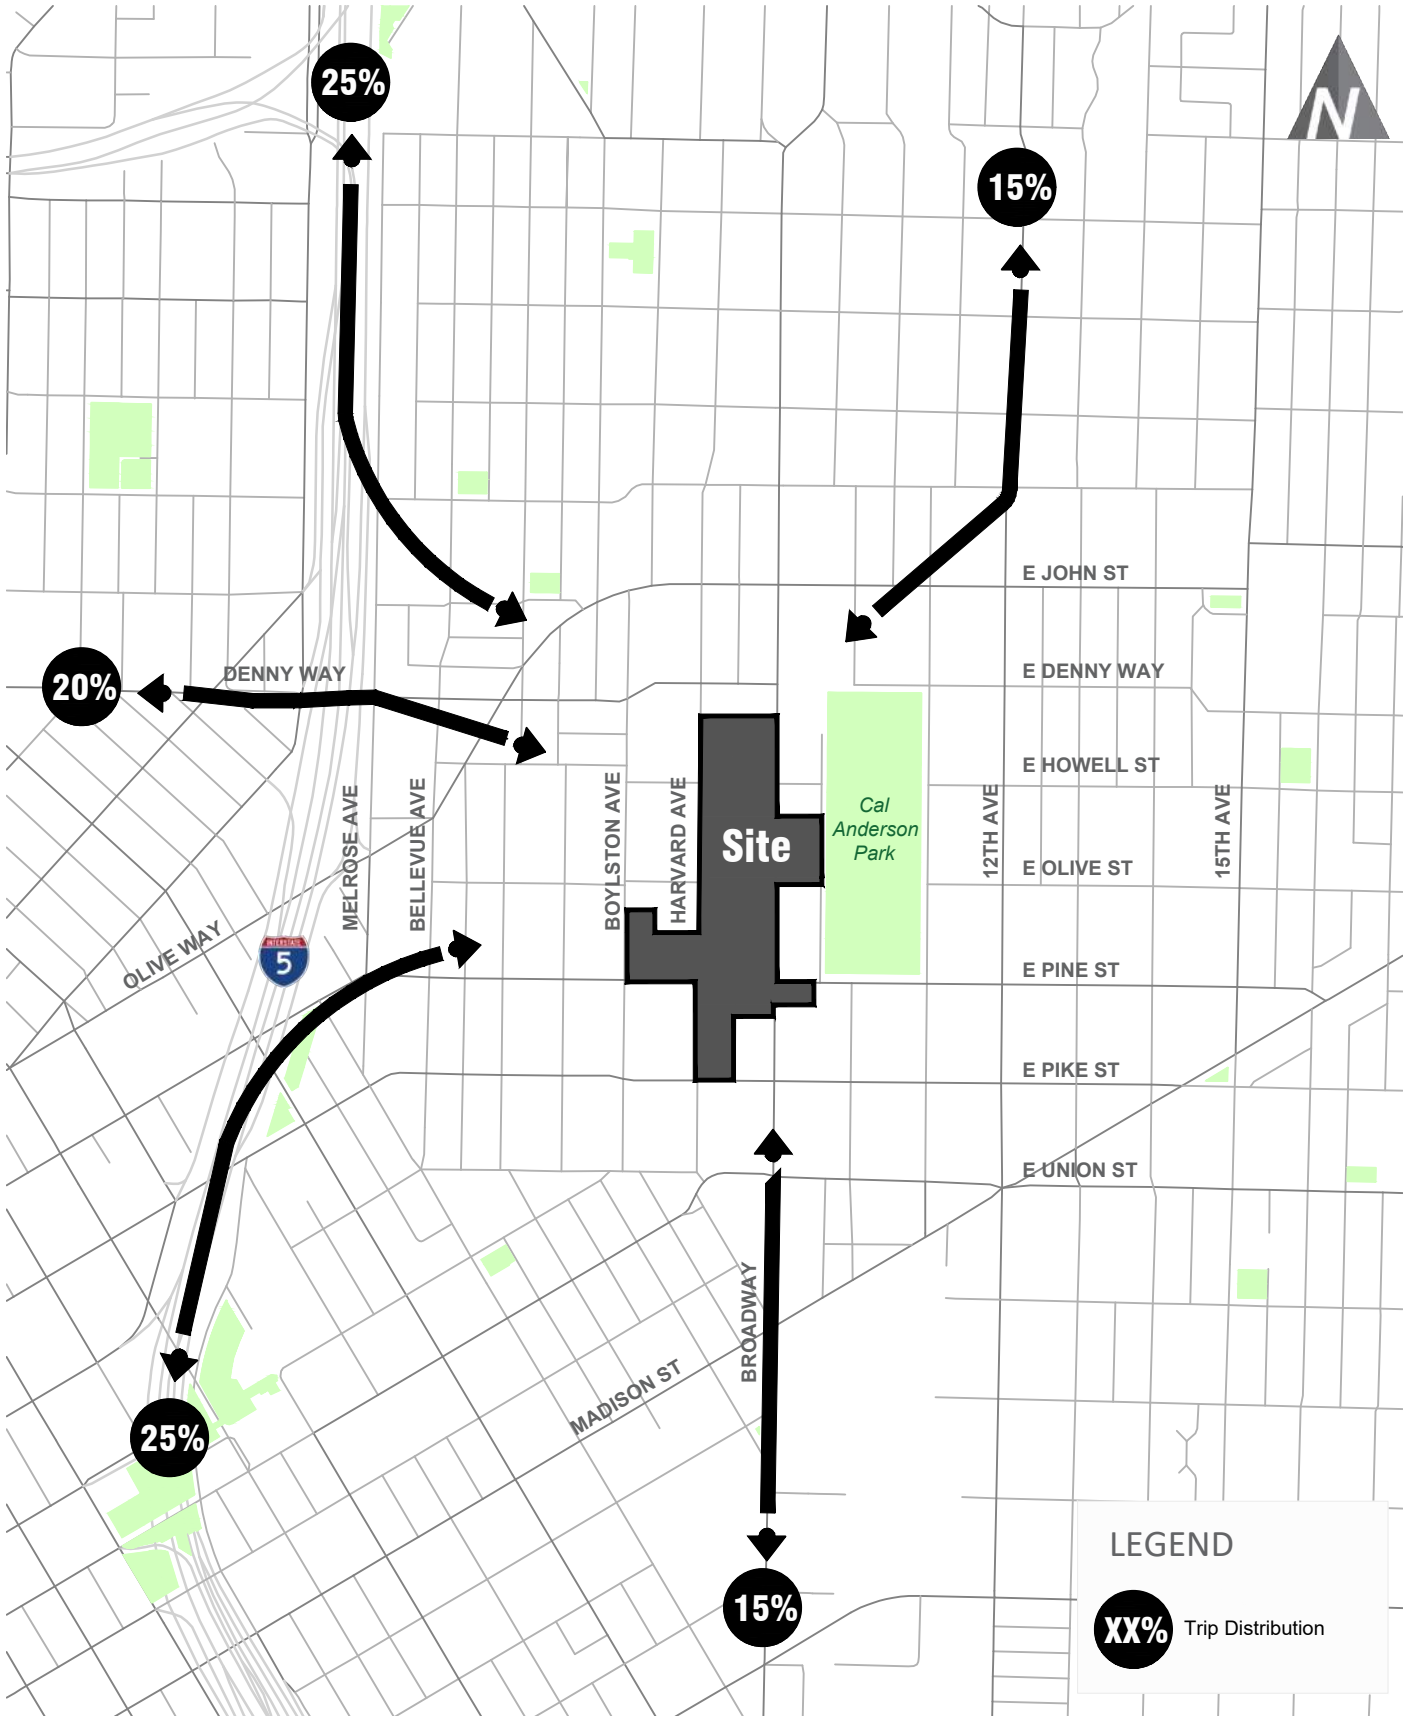 25%
N
15%
E JOHN ST
DENNY WAY
E DENNY WAY
20%
E HOWELL ST
MELROSE AVE
BELLEVUE AVE
BOYLSTON AVE
HARVARD AVE
Site
Cal
Anderson
Park
12TH AVE
15TH AVE
E OLIVE ST
OLIVE WAY
INTERSTATE
5
E PINE ST
E PIKE ST
E UNION ST
BROADWAY
MADISON ST
25%
15%
LEGEND
XX%
Trip Distribution